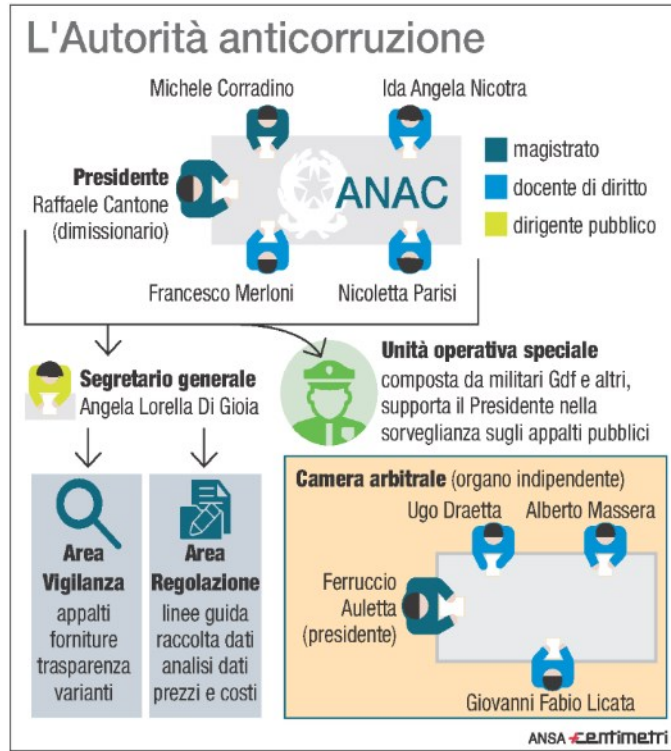 L'Autorità anticorruzione
Michele Corradino
Ida Angela Nicotra
Presidente
Raffaele Cantone
(dimissionario)
ANAC
magistrato
docente di diritto
dirigente pubblico
Francesco Merloni
Nicoletta Parisi
Segretario generale
Angela Lorella Di Gioia
Unità operativa speciale
composta da militari Gdf e altri,
supporta il Presidente nella
sorveglianza sugli appalti pubblici
Area
Vigilanza
appalti
forniture
trasparenza
varianti
Area
Regolazione
linee guida
raccolta dati
analisi dati
prezzi e costi
Camera arbitrale (organo indipendente)
Ugo Draetta
Alberto Massera
Ferruccio
Auletta
(presidente)
Giovanni Fabio Licata
ANSA centimetri